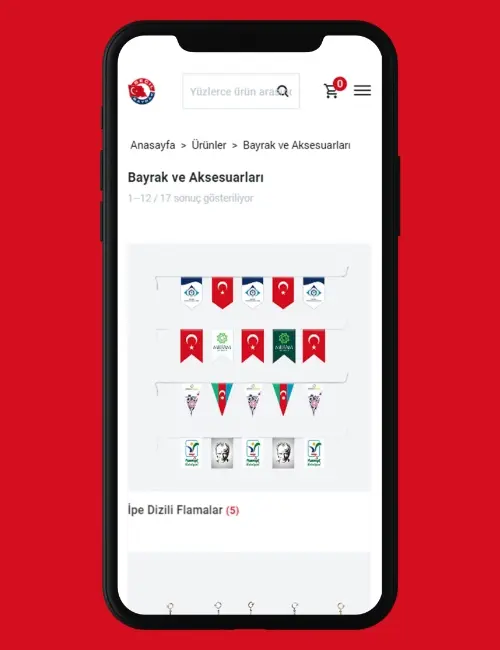 Yüzlerce ürün arası
0
Anasayfa > Ürünler > Bayrak ve Aksesuarları
Bayrak ve Aksesuarları
1–12 / 17 sonuç gösteriliyor
İpe Dizili Flamalar (5)